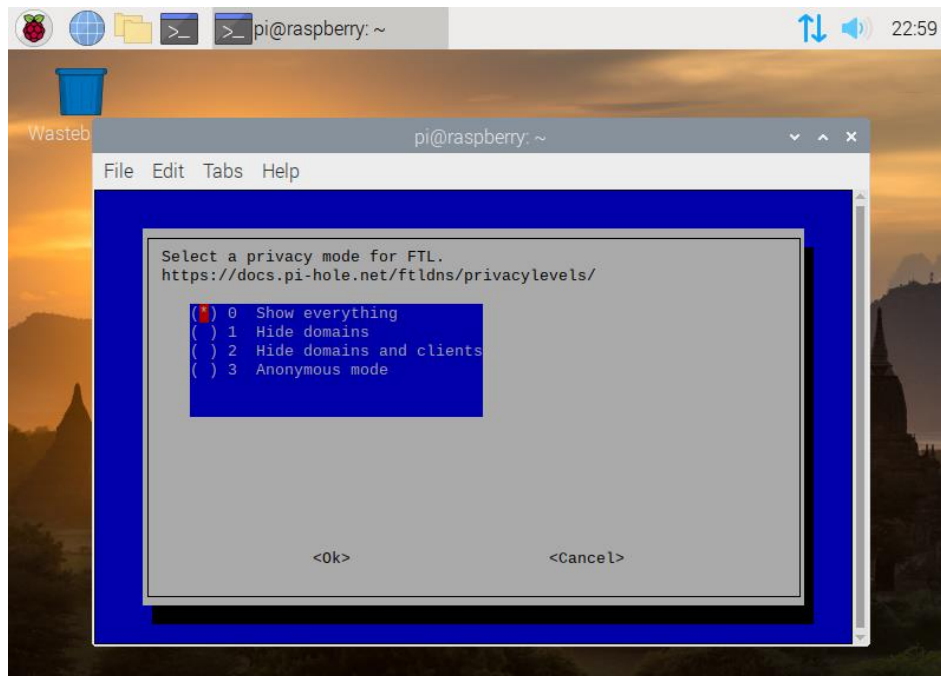 pi@raspberry: ~
22:59
Wasteb
pi@raspberry: ~
File Edit Tabs Help
Select a privacy mode for FTL.
https://docs.pi-hole.net/ftldns/privacylevels/
(*) 0 Show everything
( ) 1 Hide domains
( ) 2 Hide domains and clients
( ) 3 Anonymous mode
<Ok> <Cancel>